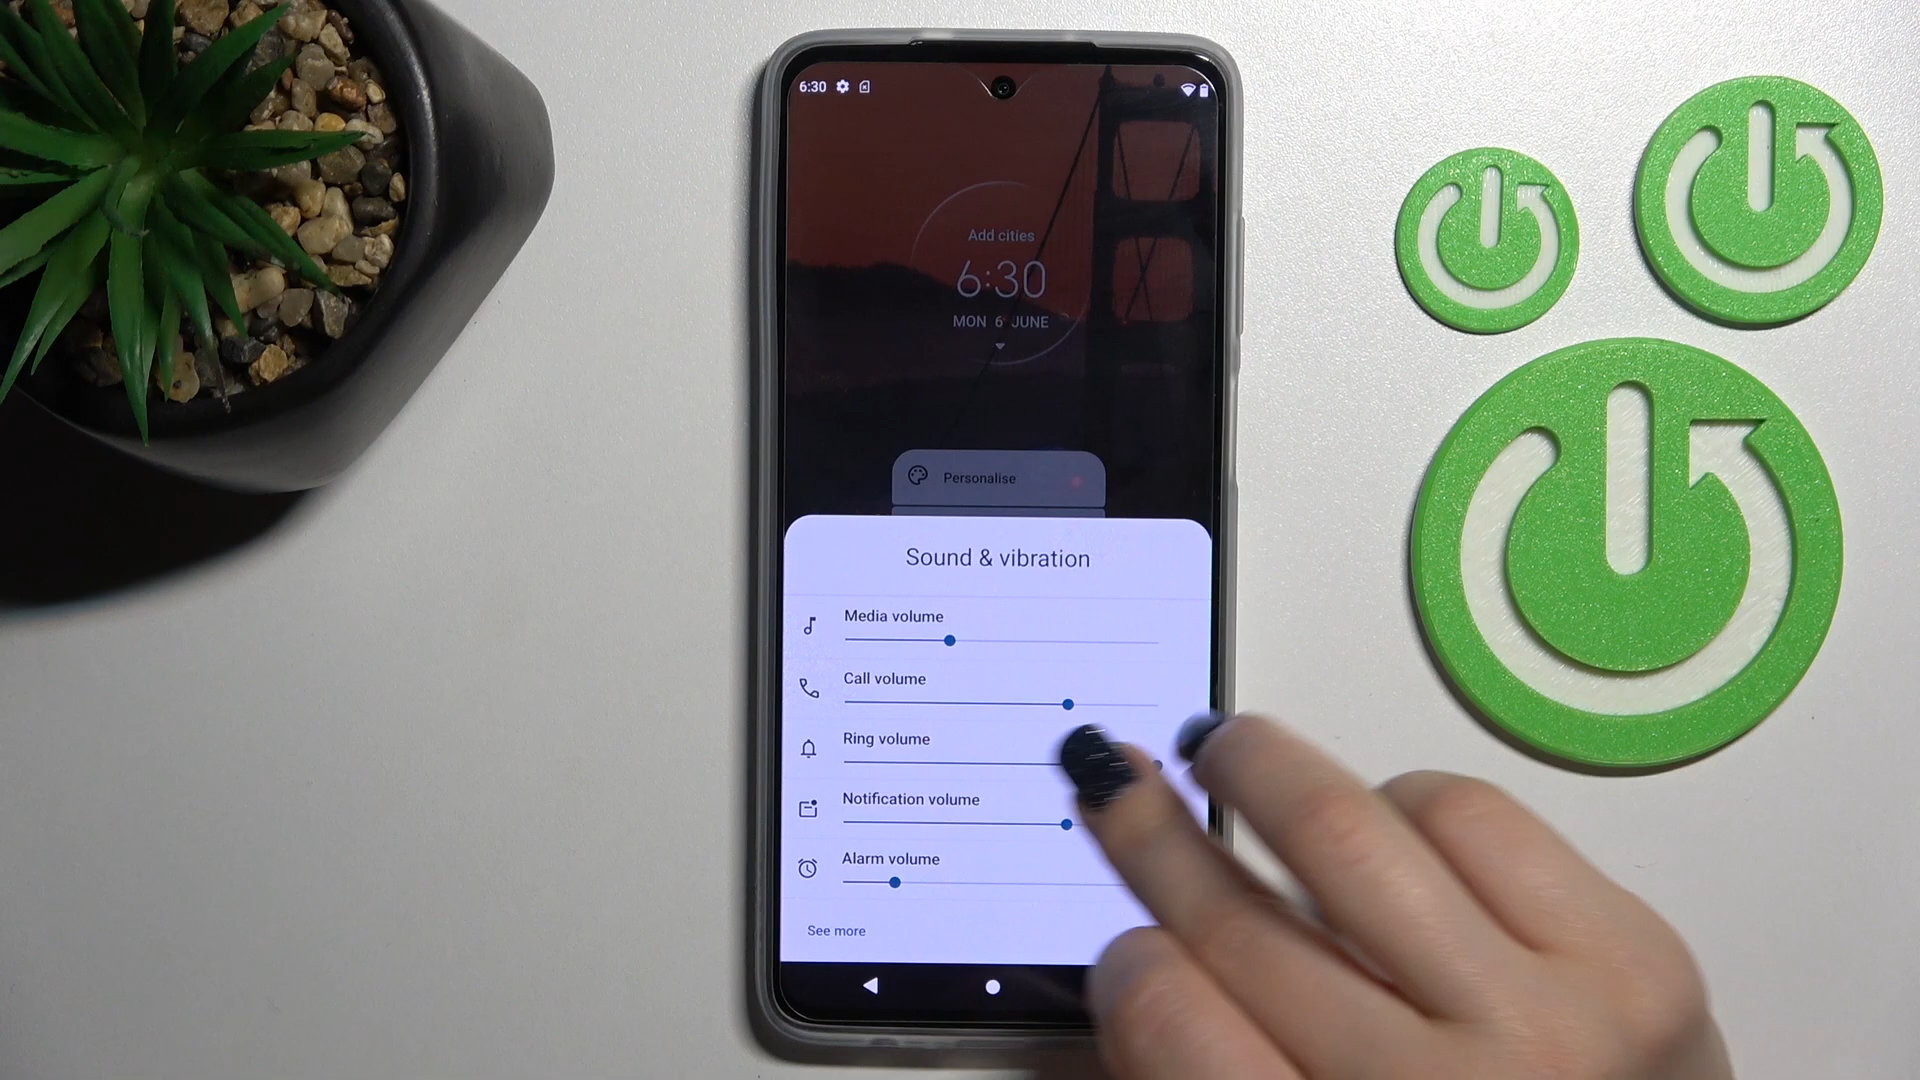 6:30
Add cities
6:30
MON 6 JUNE
Personalise
Sound & vibration
Media volume
Call volume
Ring volume
Notification volume
Alarm volume
See more